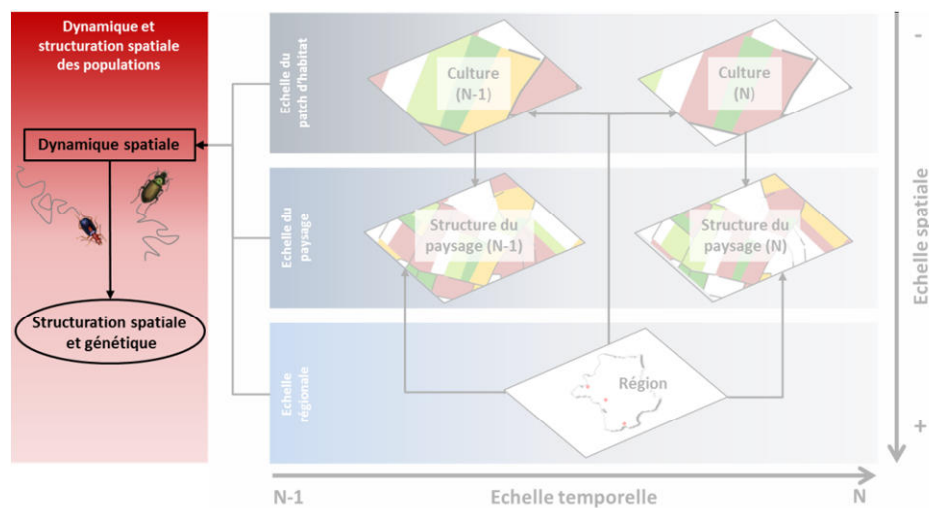 Dynamique et
structuration spatiale
des populations
Dynamique spatiale
Structuration spatiale
et génétique
Echelle du
patch d'habitat
Culture
(N-1)
Culture
(N)
Echelle du
paysage
Structure du
paysage (N-1)
Structure du
paysage (N)
Echelle
régionale
Région
-
Echelle spatiale
+
N-1
Echelle temporelle
N